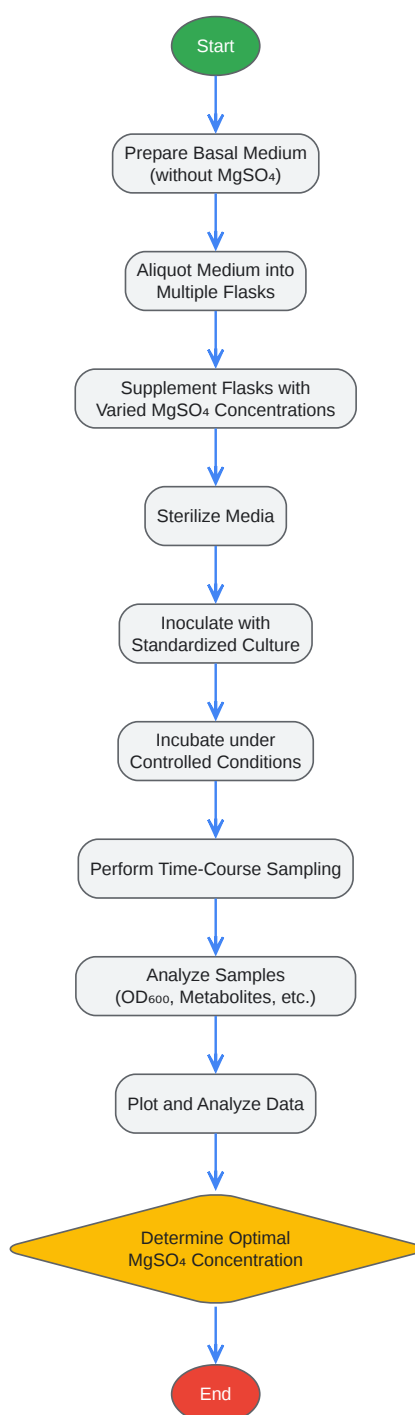 Start
Prepare Basal Medium
(without MgSO₄)
Aliquot Medium into
Multiple Flasks
Supplement Flasks with
Varied MgSO₄ Concentrations
Sterilize Media
Inoculate with
Standardized Culture
Incubate under
Controlled Conditions
Perform Time-Course Sampling
Analyze Samples
(OD₆₀₀, Metabolites, etc.)
Plot and Analyze Data
Determine Optimal
MgSO₄ Concentration
End